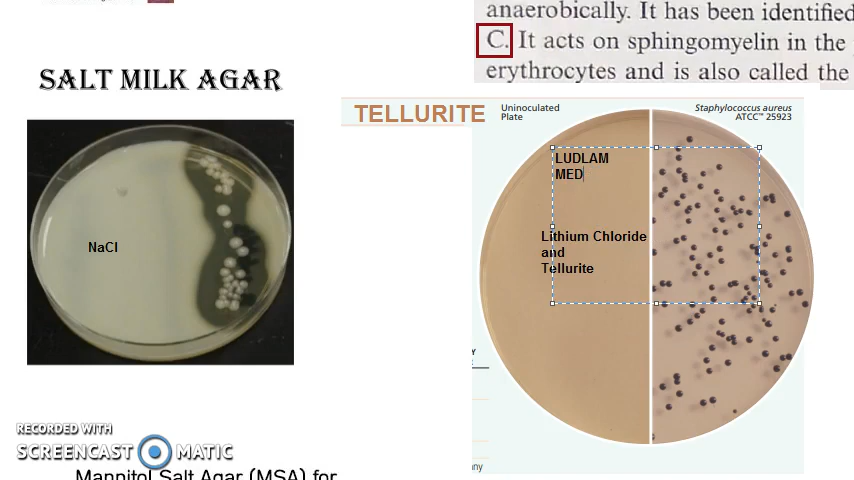 anaerobically. It has been identified
C. It acts on sphingomyelin in the
erythrocytes and is also called the
SALT MILK AGAR
TELLURITE
Uninoculated
Plate
Staphylococcus aureus
ATCC™ 25923
LUDLAM
MED
NaCl
Lithium Chloride
and
Tellurite
RECORDED WITH
SCREENCAST MATIC
Mannitol Salt Agar (MSA) for